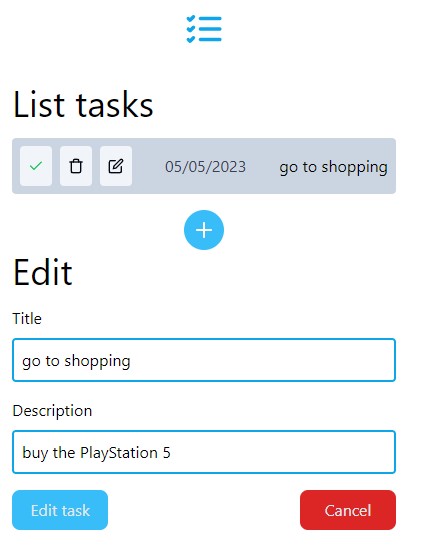 List tasks
05/05/2023 go to shopping
Edit
Title
go to shopping
Description
buy the PlayStation 5
Edit task Cancel